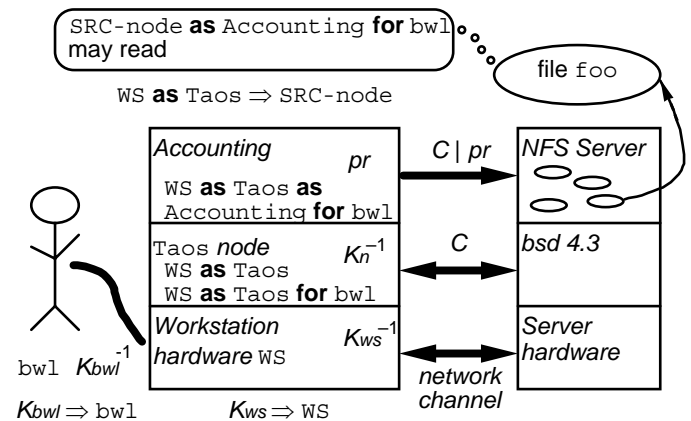 SRC-node as Accounting for bwl
may read
file foo
WS as Taos ⇒ SRC-node
Accounting
pr
WS as Taos as
Accounting for bwl
C | pr
NFS Server
Taos node
Kn⁻¹
WS as Taos
WS as Taos for bwl
C
bsd 4.3
Workstation
hardware WS
Kws⁻¹
network
channel
Server
hardware
bwl Kbwl⁻¹
Kbwl ⇒ bwl
Kws ⇒ WS